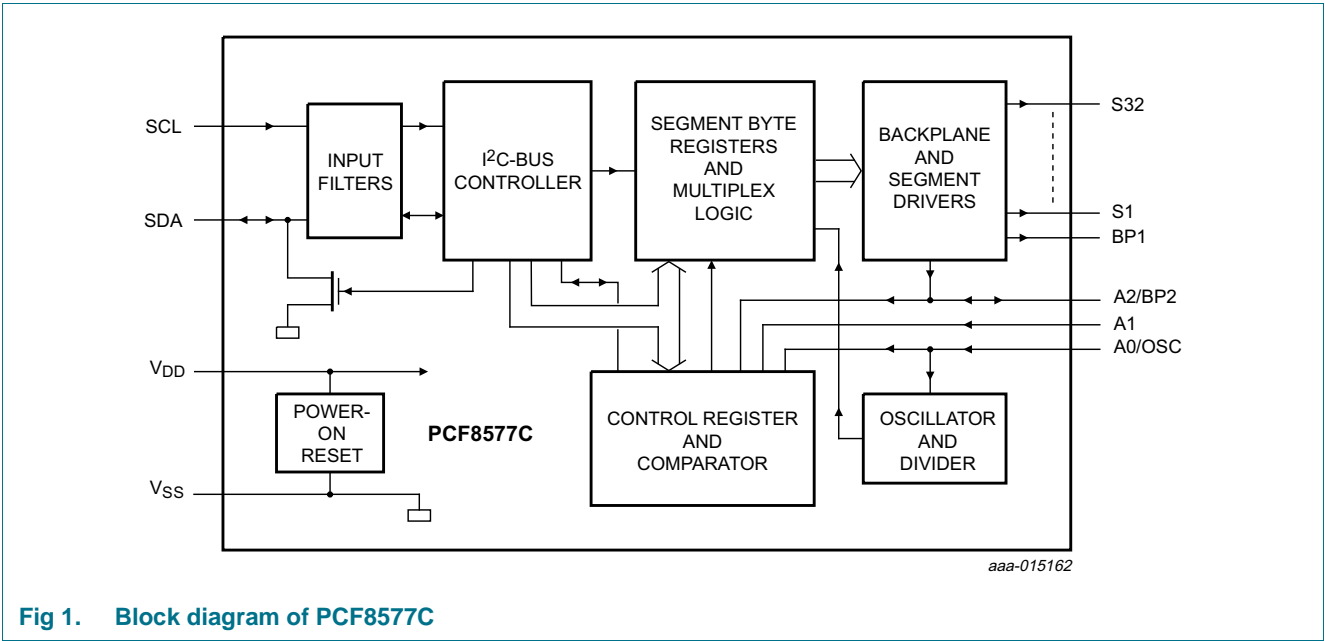 SCL
SDA
VDD
VSS
INPUT
FILTERS
I2C-BUS
CONTROLLER
SEGMENT BYTE
REGISTERS
AND
MULTIPLEX
LOGIC
BACKPLANE
AND
SEGMENT
DRIVERS
S32
S1
BP1
A2/BP2
A1
A0/OSC
POWER-
ON
RESET
PCF8577C
CONTROL REGISTER
AND
COMPARATOR
OSCILLATOR
AND
DIVIDER
aaa-015162
Fig 1. Block diagram of PCF8577C